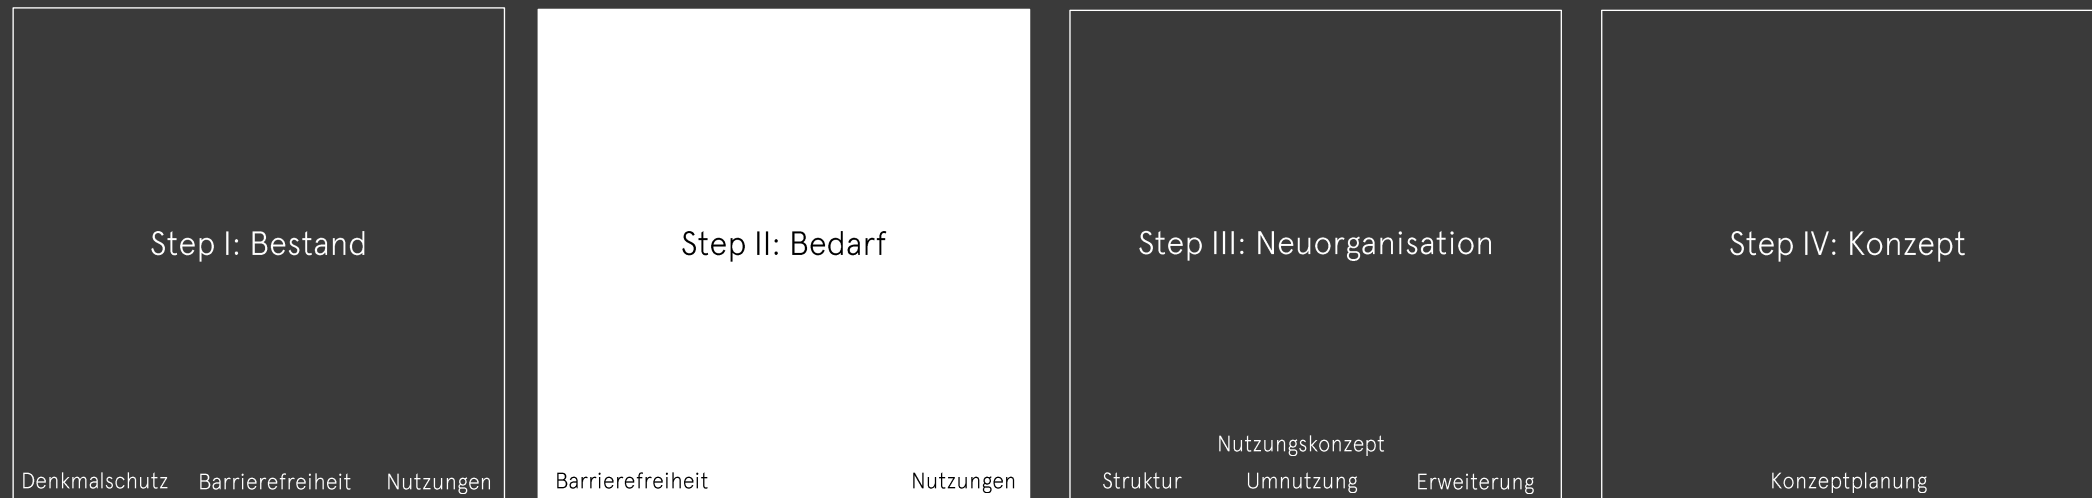 Step I: Bestand
Denkmalschutz Barrierefreiheit Nutzungen
Step II: Bedarf
Barrierefreiheit Nutzungen
Step III: Neuorganisation
Nutzungskonzept
Struktur Umnutzung Erweiterung
Step IV: Konzept
Konzeptplanung